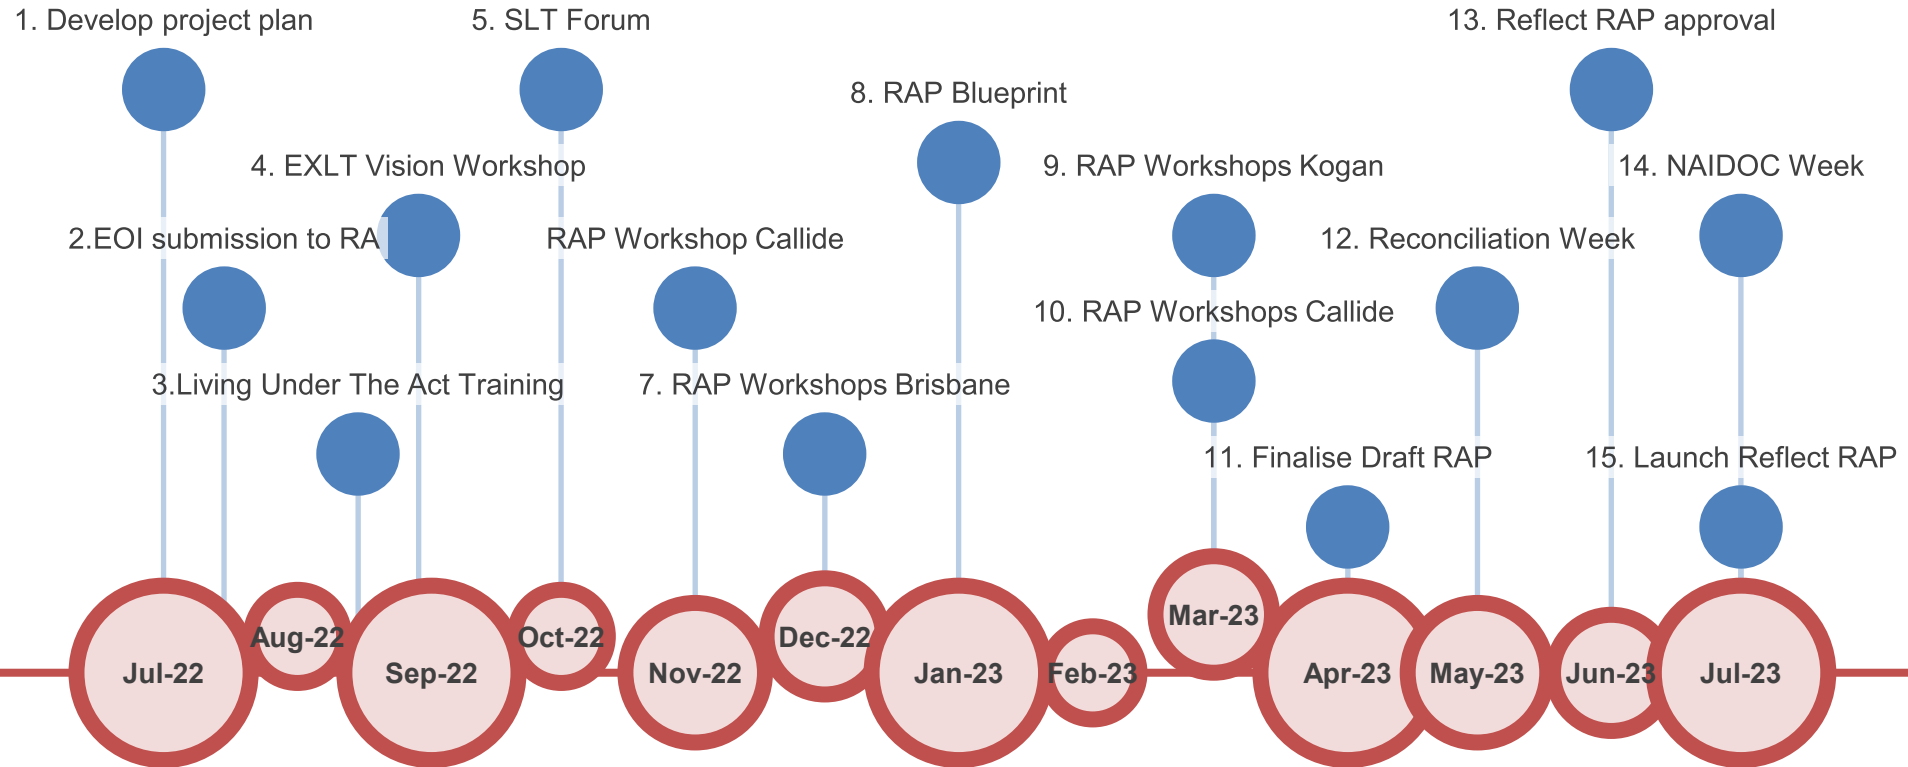 1. Develop project plan
5. SLT Forum
13. Reflect RAP approval
8. RAP Blueprint
4. EXLT Vision Workshop
9. RAP Workshops Kogan
14. NAIDOC Week
2.EOI submission to RA
RAP Workshop Callide
12. Reconciliation Week
10. RAP Workshops Callide
3.Living Under The Act Training
7. RAP Workshops Brisbane
11. Finalise Draft RAP
15. Launch Reflect RAP
Jul-22
Aug-22
Sep-22
Oct-22
Nov-22
Dec-22
Jan-23
Feb-23
Mar-23
Apr-23
May-23
Jun-23
Jul-23